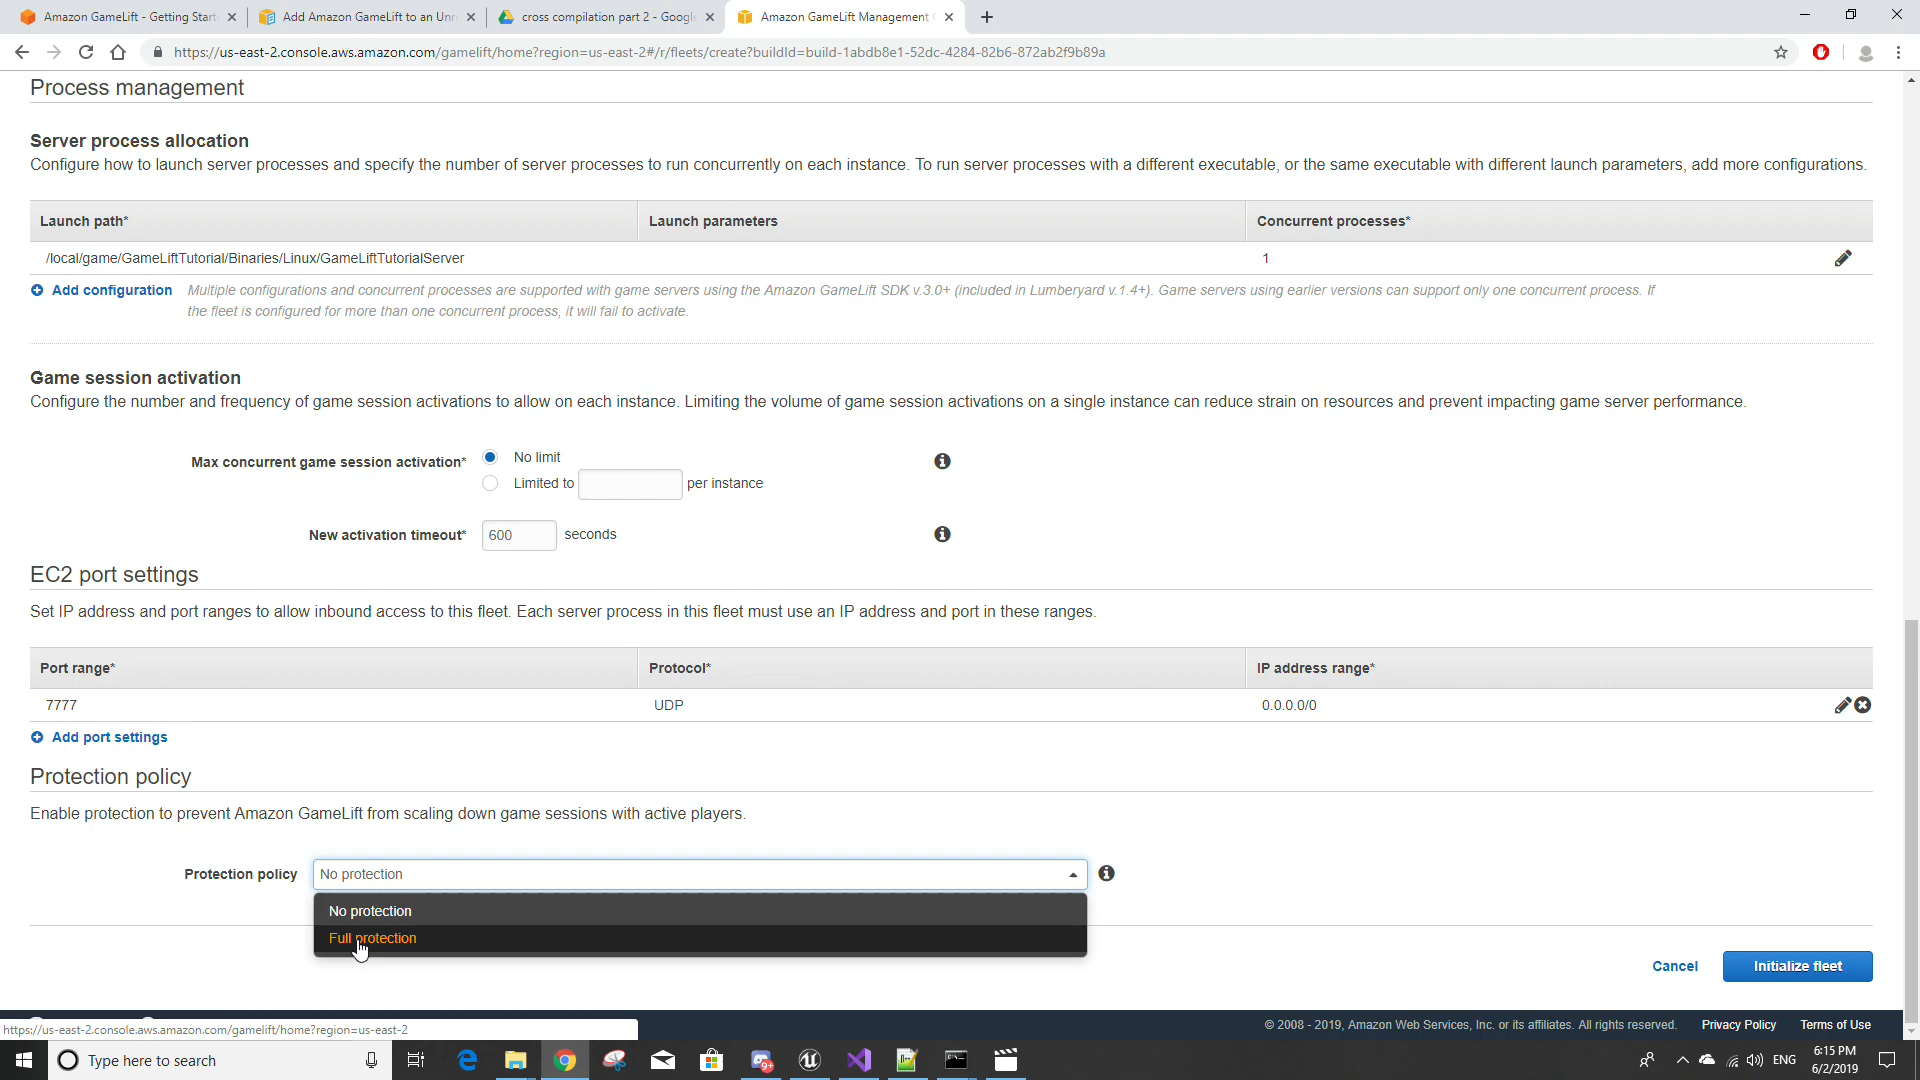 Amazon GameLift - Getting Start
Add Amazon GameLift to an Unr
cross compilation part 2 - Google
Amazon GameLift Management C
https://us-east-2.console.aws.amazon.com/gamelift/home?region=us-east-2#/r/fleets/create?buildId=build-1abdb8e1-52dc-4284-82b6-872ab2f9b89a
Process management
Server process allocation
Configure how to launch server processes and specify the number of server processes to run concurrently on each instance. To run server processes with a different executable, or the same executable with different launch parameters, add more configurations.
Launch path*
Launch parameters
Concurrent processes*
/local/game/GameLiftTutorial/Binaries/Linux/GameLiftTutorialServer
1
Add configuration
Multiple configurations and concurrent processes are supported with game servers using the Amazon GameLift SDK v.3.0+ (included in Lumberyard v.1.4+). Game servers using earlier versions can support only one concurrent process. If
the fleet is configured for more than one concurrent process, it will fail to activate.
Game session activation
Configure the number and frequency of game session activations to allow on each instance. Limiting the volume of game session activations on a single instance can reduce strain on resources and prevent impacting game server performance.
Max concurrent game session activation*
No limit
Limited to
per instance
New activation timeout*
600
seconds
EC2 port settings
Set IP address and port ranges to allow inbound access to this fleet. Each server process in this fleet must use an IP address and port in these ranges.
Port range*
Protocol*
IP address range*
7777
UDP
0.0.0.0/0
Add port settings
Protection policy
Enable protection to prevent Amazon GameLift from scaling down game sessions with active players.
Protection policy
No protection
No protection
Full protection
Cancel
Initialize fleet
https://us-east-2.console.aws.amazon.com/gamelift/home?region=us-east-2
© 2008 - 2019, Amazon Web Services, Inc. or its affiliates. All rights reserved.
Privacy Policy
Terms of Use
Type here to search
9+
ENG
6:15 PM
6/2/2019